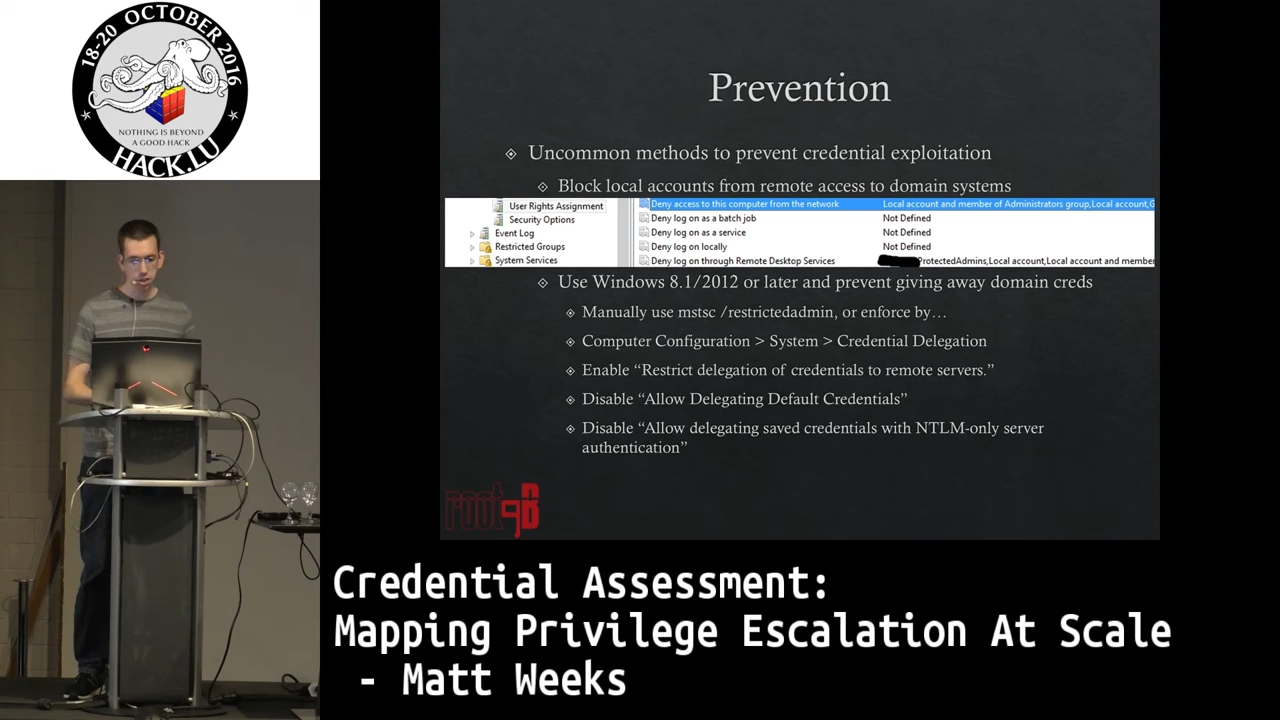 18-20 OCTOBER 2016
NOTHING IS BEYOND
A GOOD HACK
HACK.LU
Prevention
Uncommon methods to prevent credential exploitation
Block local accounts from remote access to domain systems
User Rights Assignment
Security Options
Event Log
Restricted Groups
System Services
Deny access to this computer from the network Local account and member of Administrators group,Local account,G
Deny log on as a batch job Not Defined
Deny log on as a service Not Defined
Deny log on locally Not Defined
Deny log on through Remote Desktop Services ProtectedAdmins,Local account,Local account and member
Use Windows 8.1/2012 or later and prevent giving away domain creds
Manually use mstsc /restrictedadmin, or enforce by…
Computer Configuration > System > Credential Delegation
Enable “Restrict delegation of credentials to remote servers.”
Disable “Allow Delegating Default Credentials”
Disable “Allow delegating saved credentials with NTLM-only server
authentication”
root9B
Credential Assessment:
Mapping Privilege Escalation At Scale
- Matt Weeks